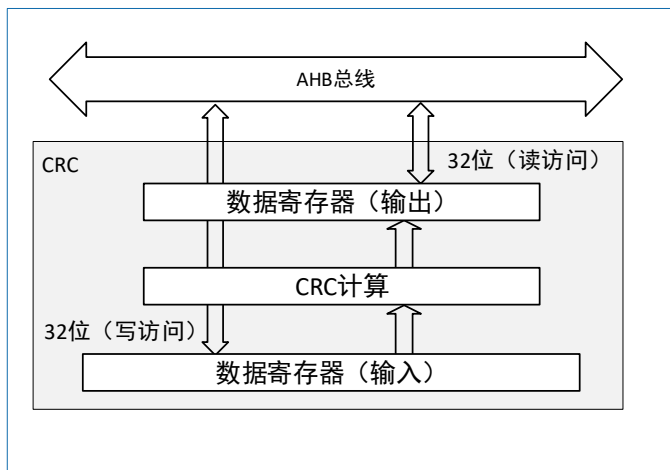 AHB总线
CRC
32位（读访问）
数据寄存器（输出）
CRC计算
32位（写访问）
数据寄存器（输入）